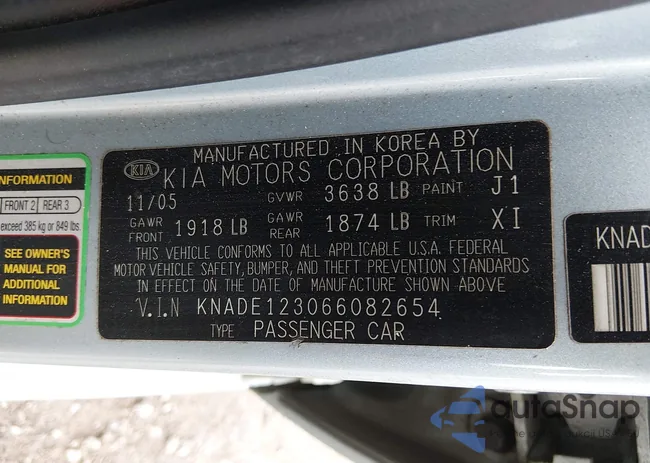 MANUFACTURED IN KOREA BY
KIA KIA MOTORS CORPORATION
11/05 GVWR 3638 LB PAINT J1
GAWR FRONT 1918 LB GAWR REAR 1874 LB TRIM XI
THIS VEHICLE CONFORMS TO ALL APPLICABLE U.S.A. FEDERAL
MOTOR VEHICLE SAFETY, BUMPER, AND THEFT PREVENTION STANDARDS
IN EFFECT ON THE DATE OF MANUFACTURE SHOWN ABOVE
V.I.N KNADE123066082654
TYPE PASSENGER CAR
NFORMATION
FRONT 2 REAR 3
exceed 385 kg or 849 lbs.
SEE OWNER'S
MANUAL FOR
ADDITIONAL
INFORMATION
KNAD
autoSnap